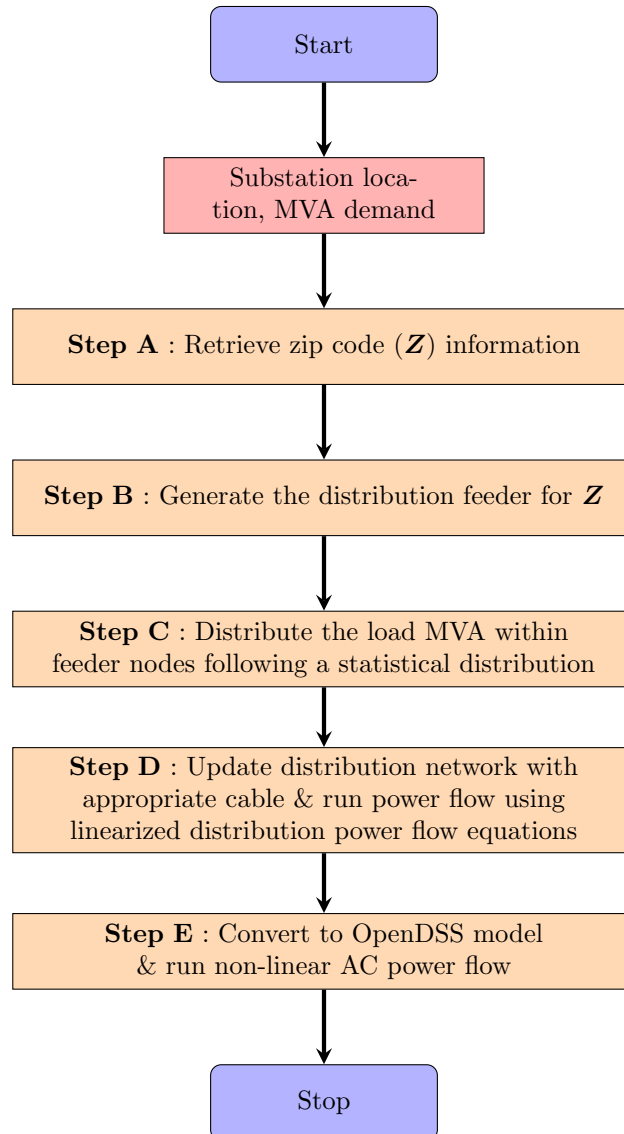 Start
Substation loca-
tion, MVA demand
Step A : Retrieve zip code (Z) information
Step B : Generate the distribution feeder for Z
Step C : Distribute the load MVA within
feeder nodes following a statistical distribution
Step D : Update distribution network with
appropriate cable & run power flow using
linearized distribution power flow equations
Step E : Convert to OpenDSS model
& run non-linear AC power flow
Stop